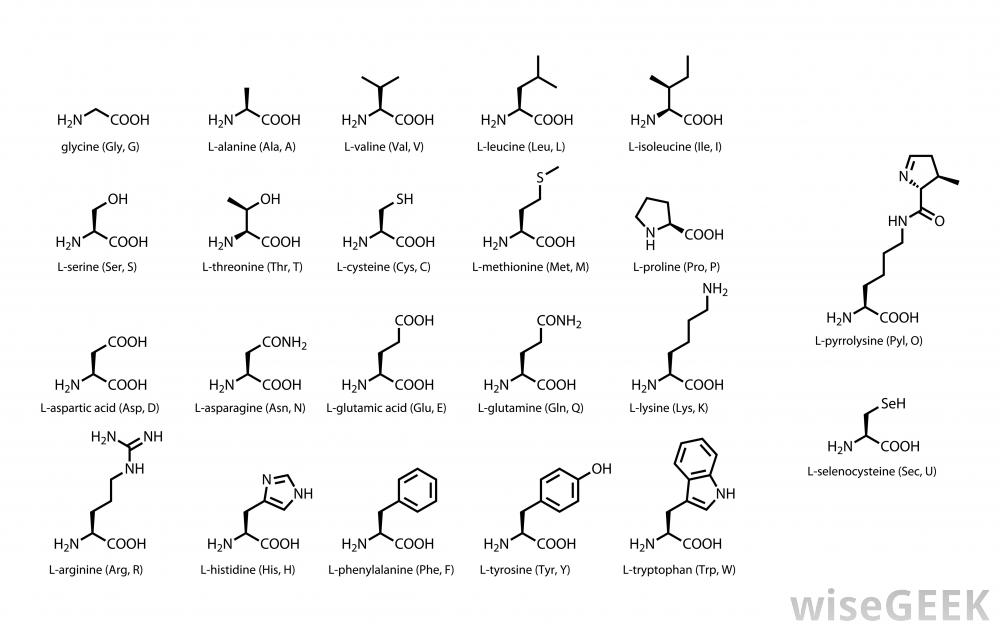 H₂N COOH
glycine (Gly, G)
H₂N COOH
L-alanine (Ala, A)
H₂N COOH
L-valine (Val, V)
H₂N COOH
L-leucine (Leu, L)
H₂N COOH
L-isoleucine (Ile, I)
OH
H₂N COOH
L-serine (Ser, S)
OH
H₂N COOH
L-threonine (Thr, T)
SH
H₂N COOH
L-cysteine (Cys, C)
S
H₂N COOH
L-methionine (Met, M)
N
H
COOH
L-proline (Pro, P)
COOH
H₂N COOH
L-aspartic acid (Asp, D)
CONH₂
H₂N COOH
L-asparagine (Asn, N)
COOH
H₂N COOH
L-glutamic acid (Glu, E)
CONH₂
H₂N COOH
L-glutamine (Gln, Q)
NH₂
H₂N COOH
L-lysine (Lys, K)
H₂N NH
NH
H₂N COOH
L-arginine (Arg, R)
N
NH
H₂N COOH
L-histidine (His, H)
H₂N COOH
L-phenylalanine (Phe, F)
OH
H₂N COOH
L-tyrosine (Tyr, Y)
NH
H₂N COOH
L-tryptophan (Trp, W)
N
HN O
H₂N COOH
L-pyrrolysine (Pyl, O)
SeH
H₂N COOH
L-selenocysteine (Sec, U)
wiseGEEK